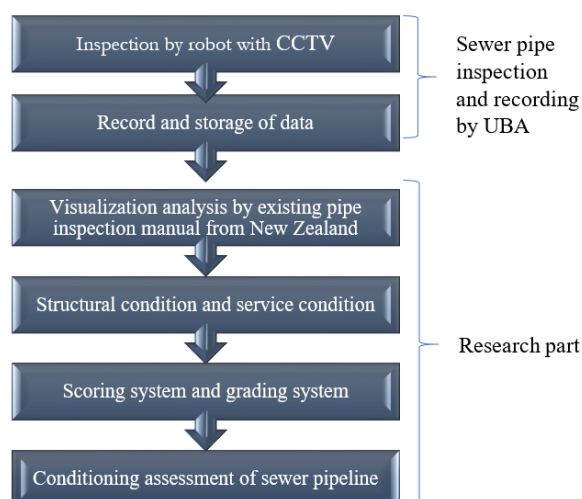 Inspection by robot with CCTV
Record and storage of data
Sewer pipe
inspection
and recording
by UBA
Visualization analysis by existing pipe
inspection manual from New Zealand
Structural condition and service condition
Scoring system and grading system
Conditioning assessment of sewer pipeline
Research part